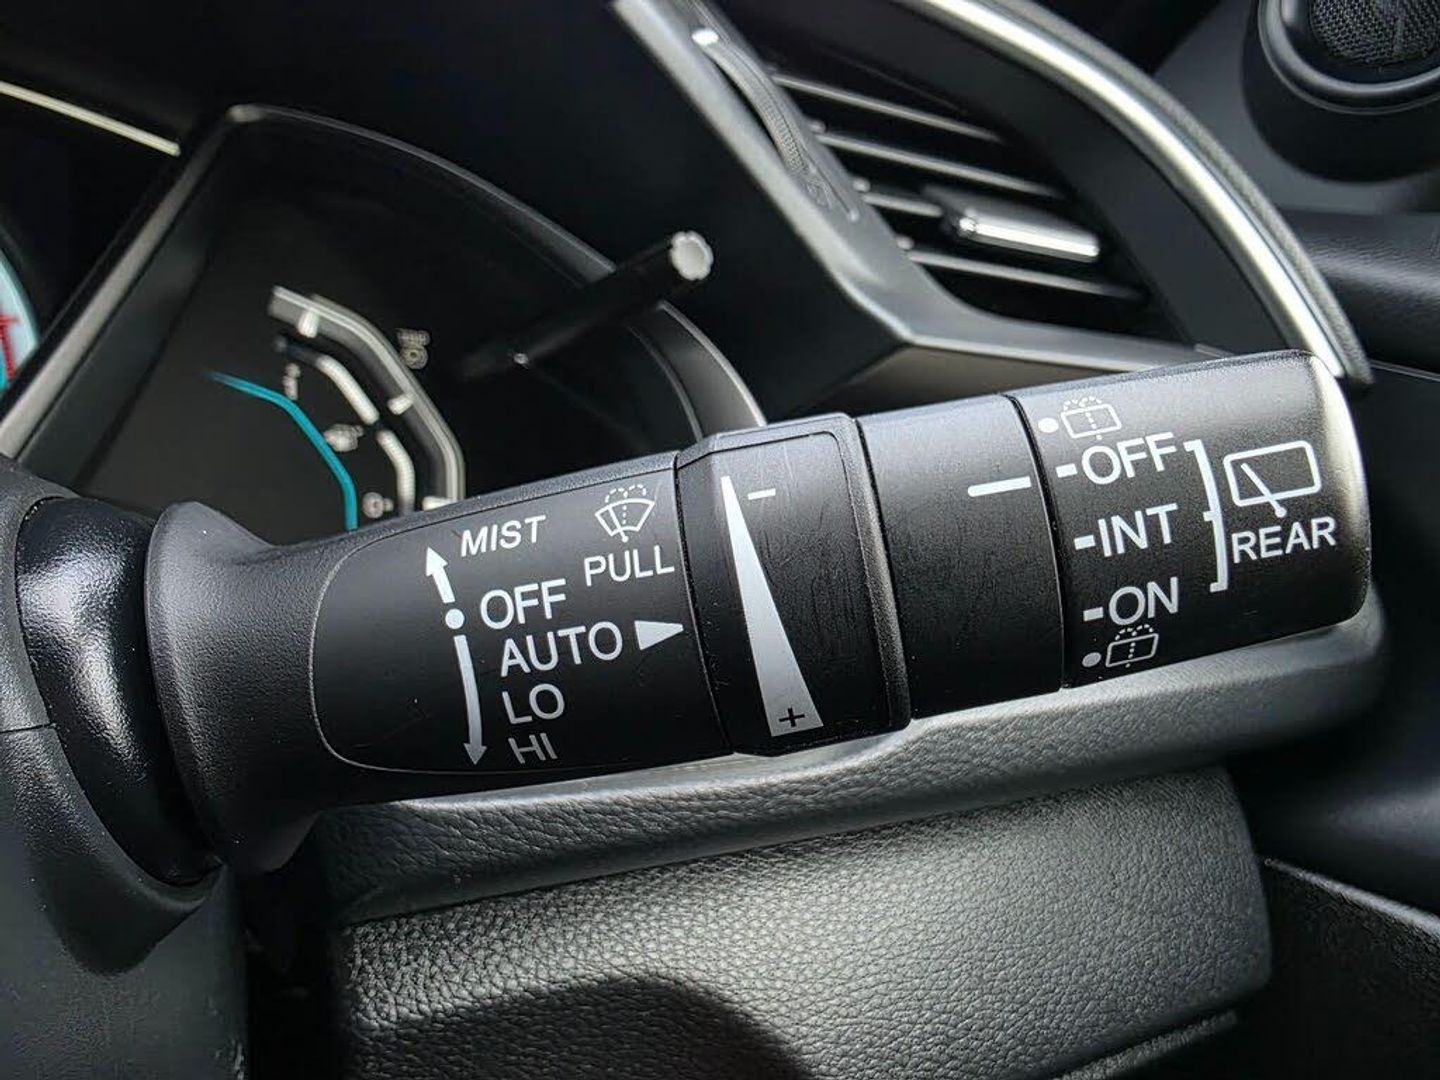 MIST
PULL
OFF
AUTO
LO
HI
-
+
OFF
INT
ON
REAR